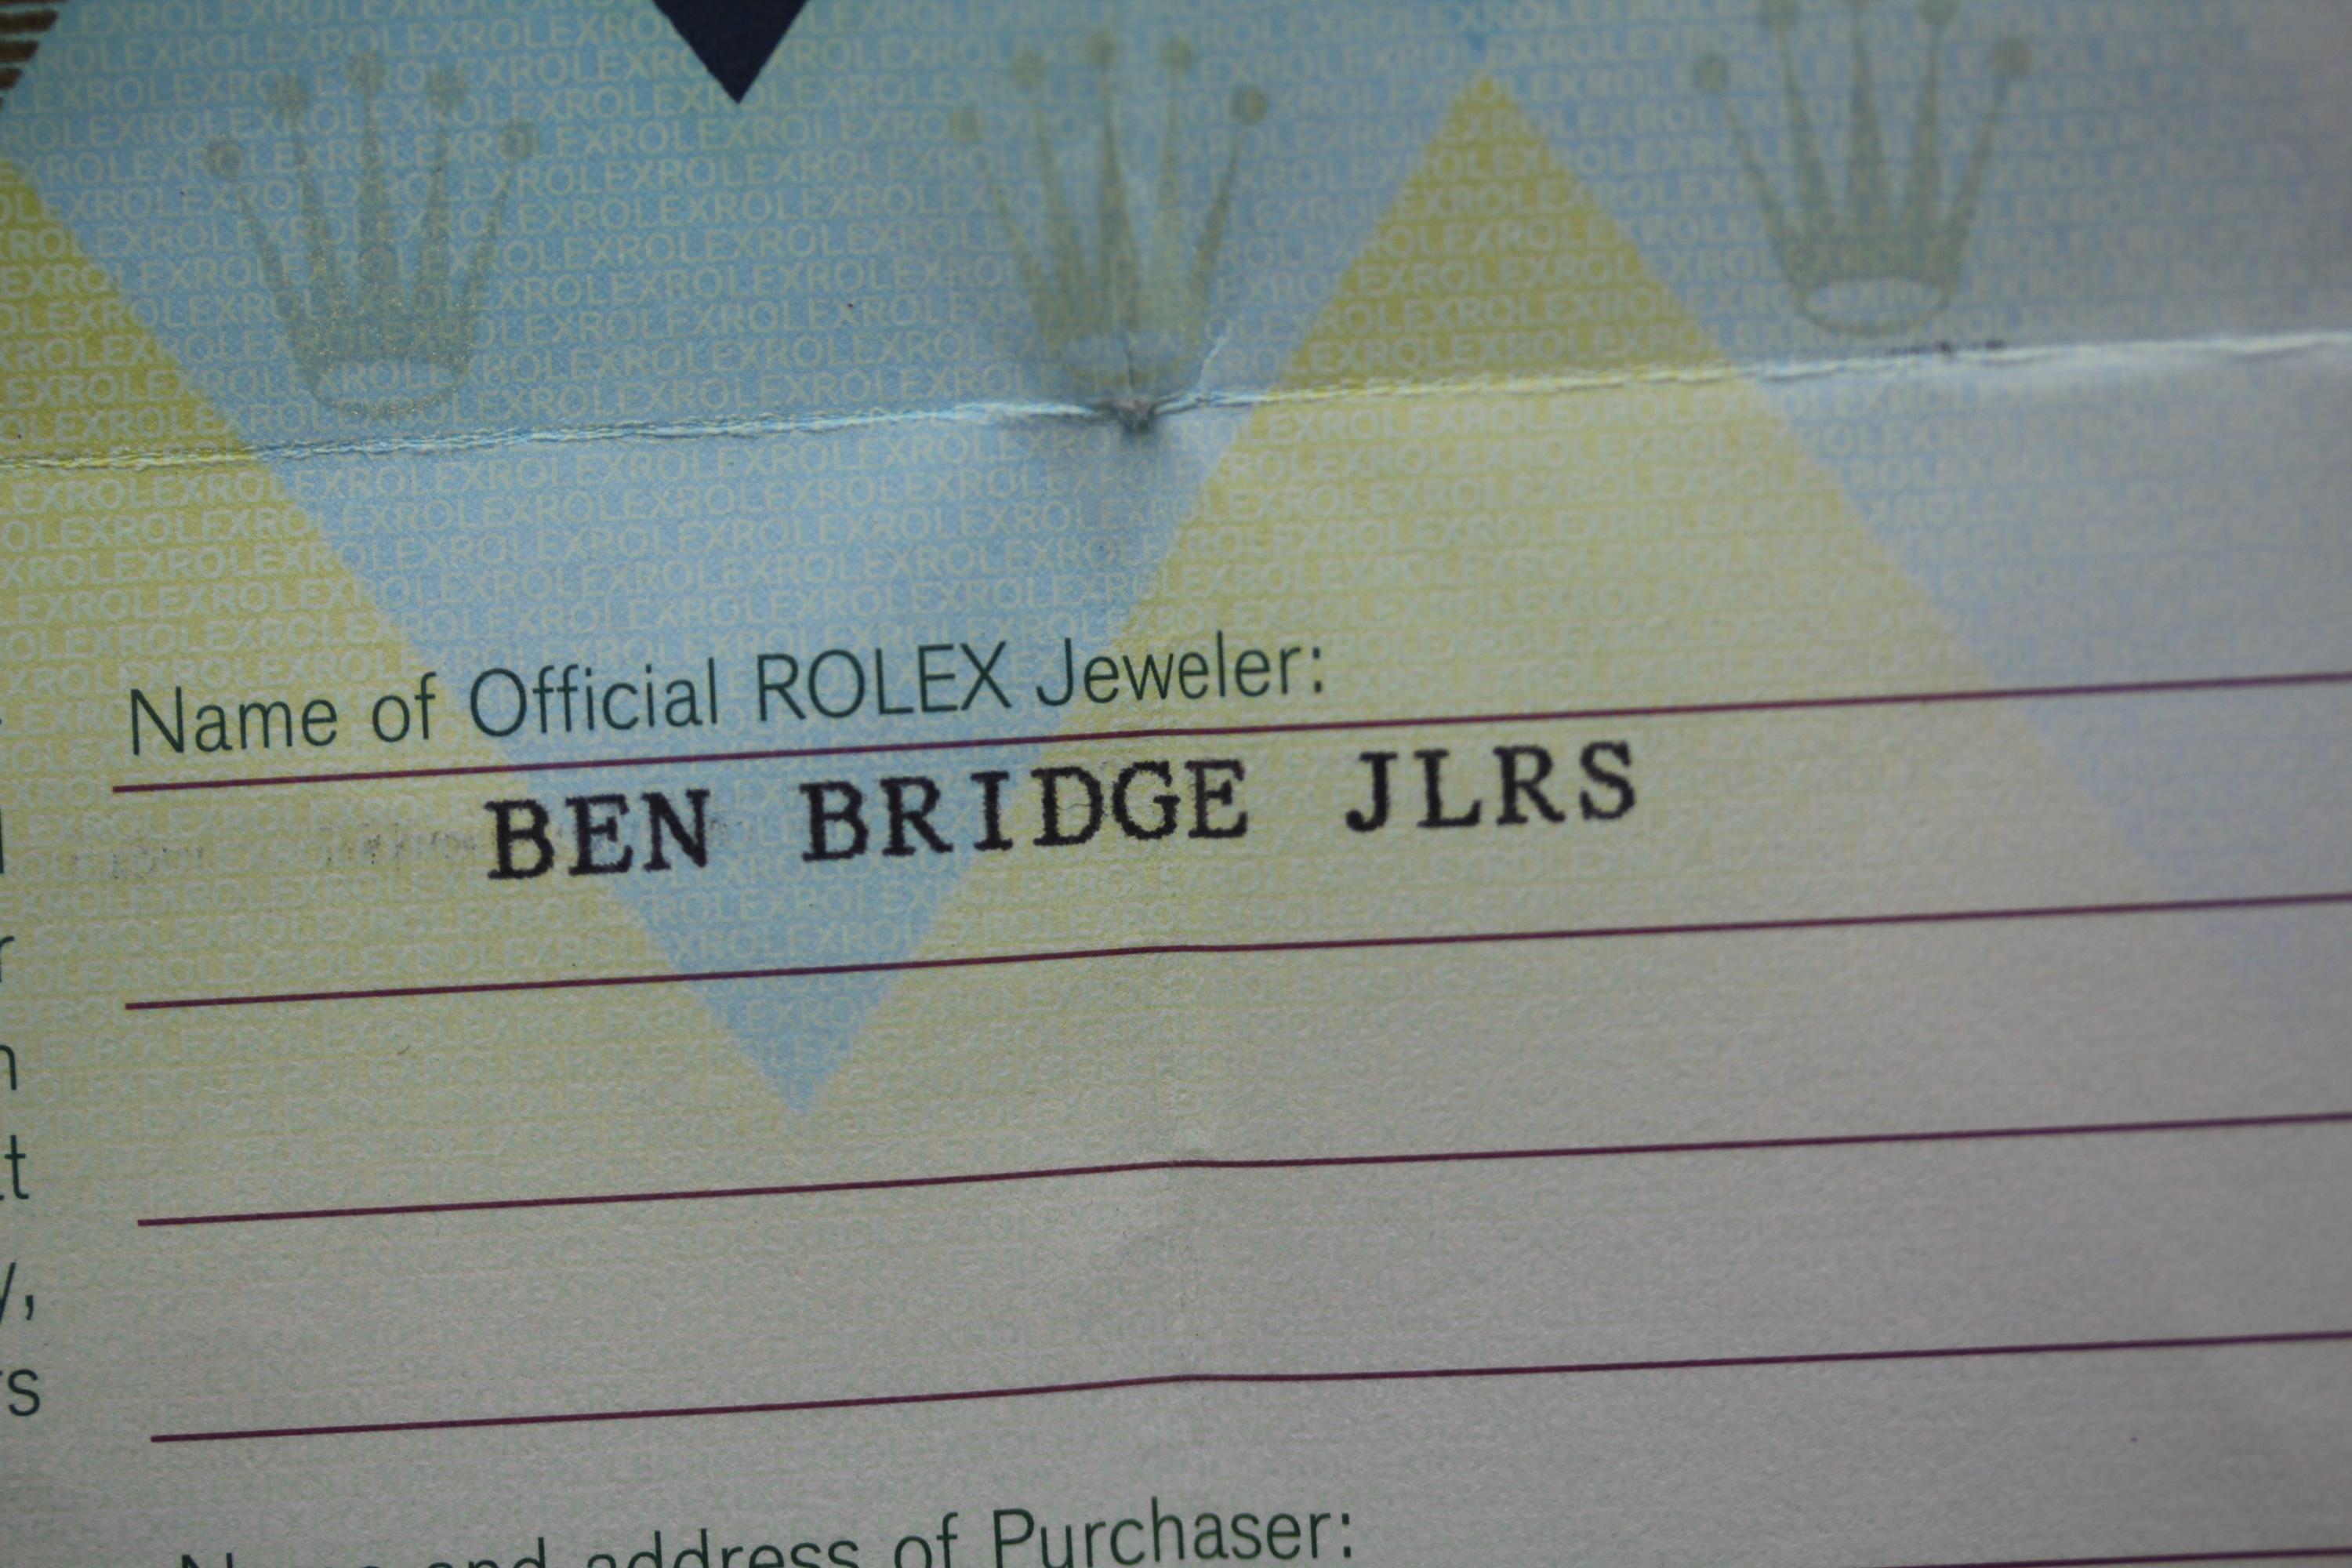 Name of Official ROLEX Jeweler:
BEN BRIDGE JLRS
Name and address of Purchaser: